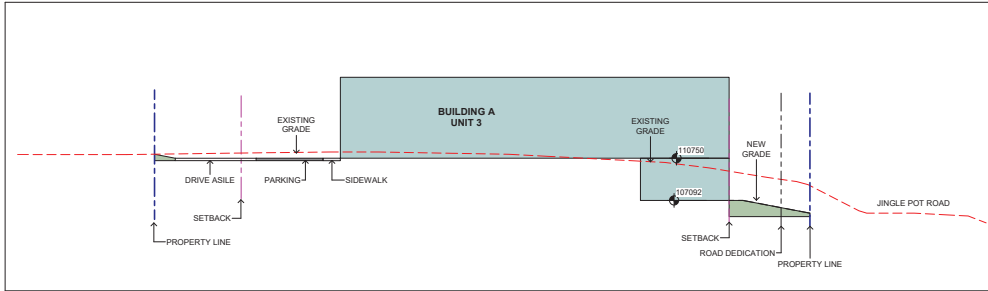 BUILDING A
UNIT 3
EXISTING
GRADE
EXISTING
GRADE
110750
NEW
GRADE
DRIVE ASILE
PARKING
SIDEWALK
107092
JINGLE POT ROAD
SETBACK
PROPERTY LINE
SETBACK
ROAD DEDICATION
PROPERTY LINE